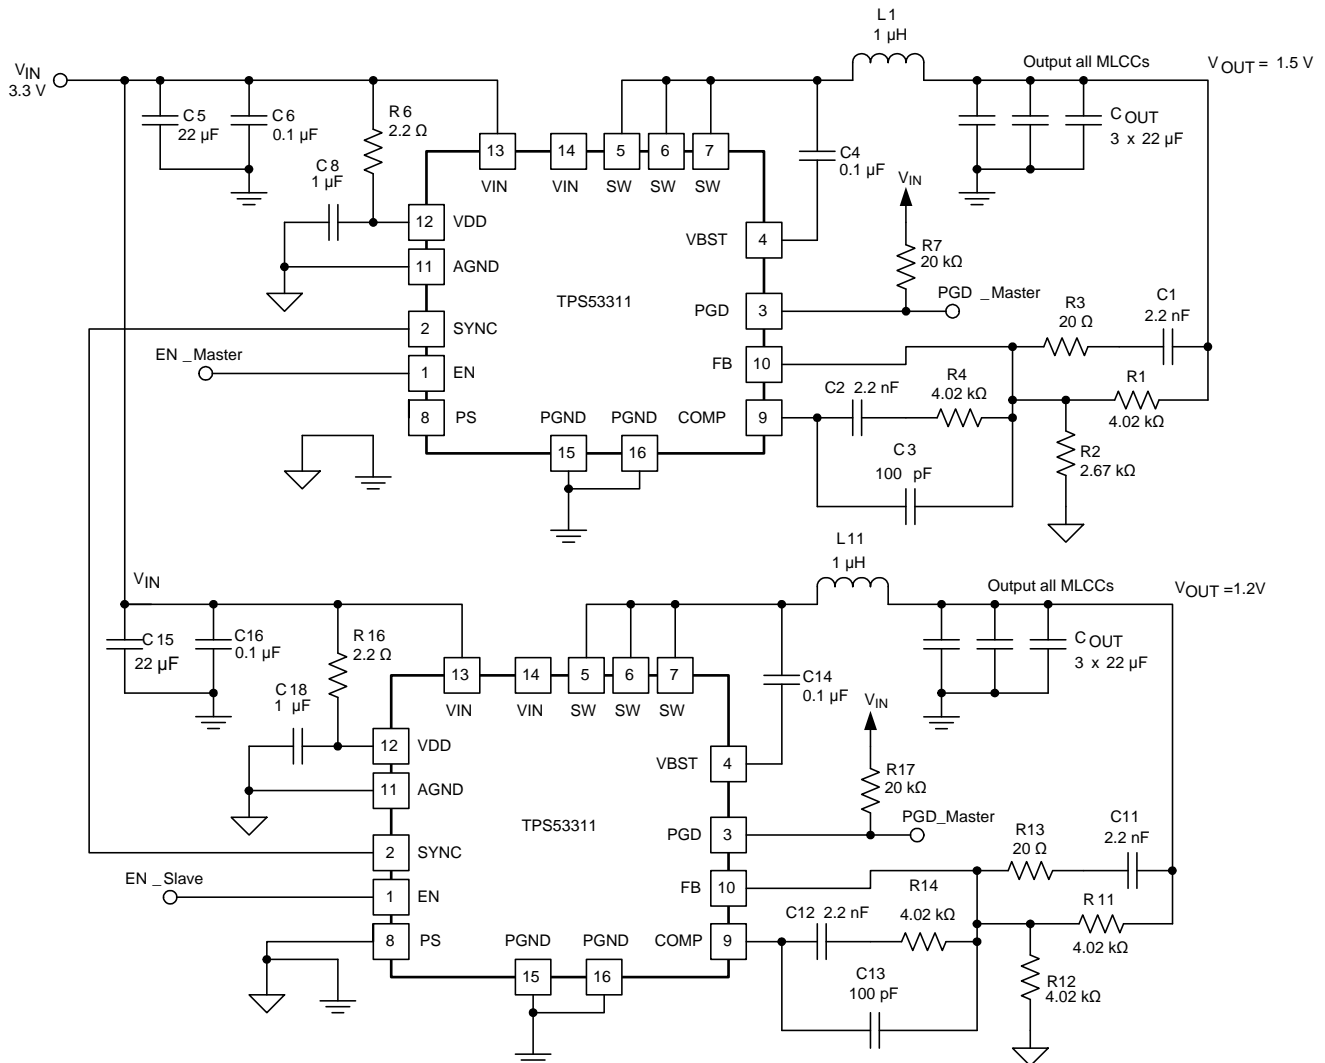 L1
1 µH
VIN
3.3 V
Output all MLCCs
VOUT = 1.5 V
C5
22 µF
C6
0.1 µF
R6
2.2 Ω
C8
1 µF
COUT
3 x 22 µF
C4
0.1 µF
13
14
5
6
7
VIN
VIN
SW
SW
SW
VIN
12
VDD
VBST
4
R7
20 kΩ
11
AGND
TPS53311
PGD
3
PGD _Master
2
SYNC
R3
20 Ω
C1
2.2 nF
EN _Master
1
EN
FB
10
8
PS
PGND
PGND
COMP
9
C2 2.2 nF
R4
4.02 kΩ
R1
4.02 kΩ
15
16
C3
100 pF
R2
2.67 kΩ
L11
1 µH
VIN
Output all MLCCs
VOUT =1.2V
C15
22 µF
C16
0.1 µF
R16
2.2 Ω
C18
1 µF
COUT
3 x 22 µF
C14
0.1 µF
13
14
5
6
7
VIN
VIN
SW
SW
SW
VIN
12
VDD
VBST
4
R17
20 kΩ
11
AGND
TPS53311
PGD
3
PGD_Master
2
SYNC
R13
20 Ω
C11
2.2 nF
EN _Slave
1
EN
FB
10
8
PS
PGND
PGND
COMP
9
C12 2.2 nF
R14
4.02 kΩ
R11
4.02 kΩ
15
16
C13
100 pF
R12
4.02 kΩ